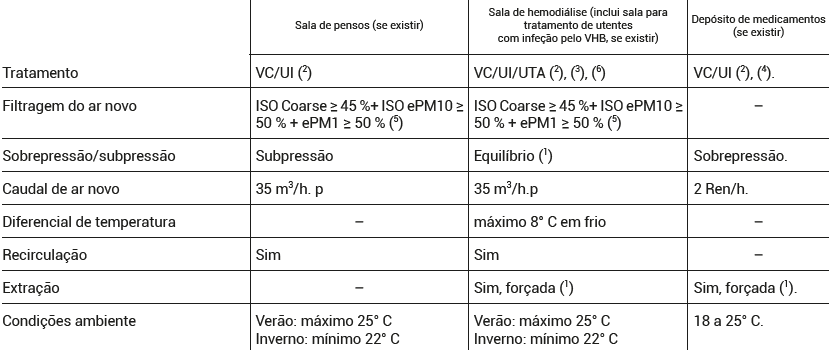 Sala de pensos (se existir)
Sala de hemodiálise (inclui sala para
tratamento de utentes
com infeção pelo VHB, se existir)
Depósito de medicamentos
(se existir)
Tratamento
VC/UI (²)
VC/UI/UTA (²), (³), (⁶)
VC/UI (²), (⁴).
Filtragem do ar novo
ISO Coarse ≥ 45 %+ ISO ePM10 ≥
50 % + ePM1 ≥ 50 % (⁵)
ISO Coarse ≥ 45 %+ ISO ePM10 ≥
50 % + ePM1 ≥ 50 % (⁵)
–
Sobrepressão/subpressão
Subpressão
Equilíbrio (¹)
Sobrepressão.
Caudal de ar novo
35 m³/h. p
35 m³/h.p
2 Ren/h.
Diferencial de temperatura
–
máximo 8° C em frio
–
Recirculação
Sim
Sim
–
Extração
–
Sim, forçada (¹)
Sim, forçada (¹).
Condições ambiente
Verão: máximo 25° C
Inverno: mínimo 22° C
Verão: máximo 25° C
Inverno: mínimo 22° C
18 a 25° C.